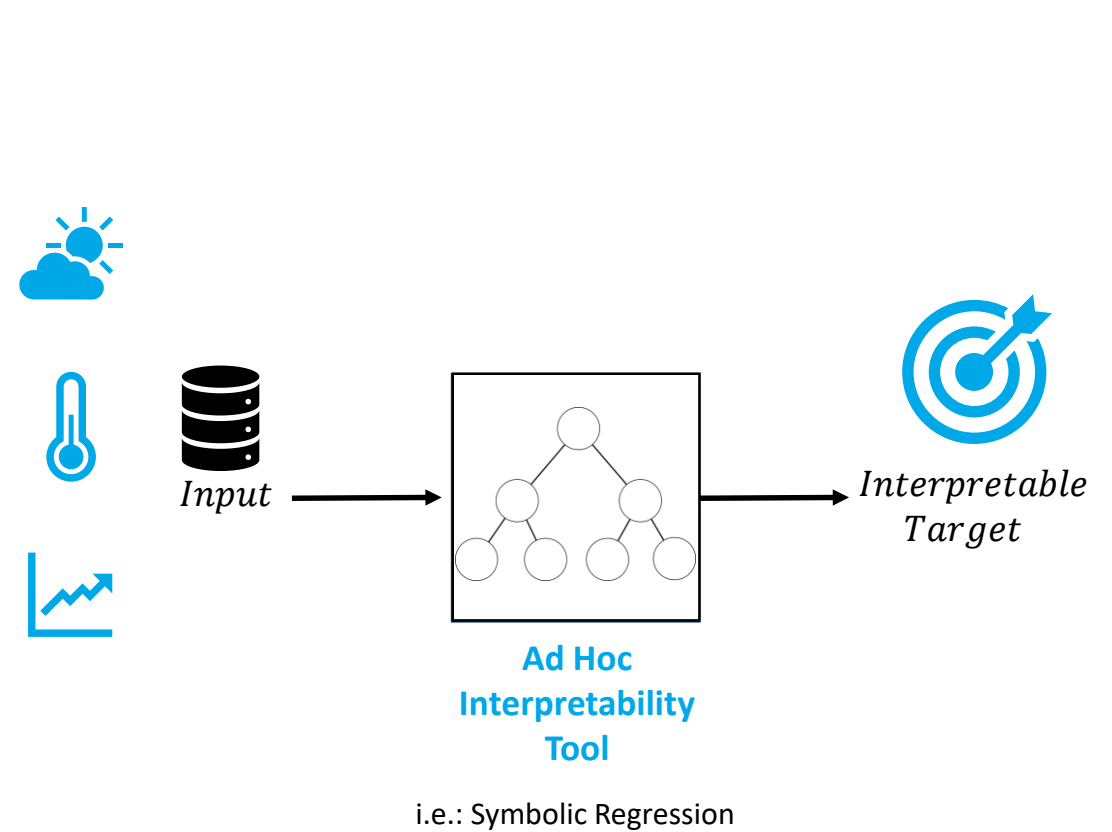 Input
Interpretable
Target
Ad Hoc
Interpretability
Tool
i.e.: Symbolic Regression